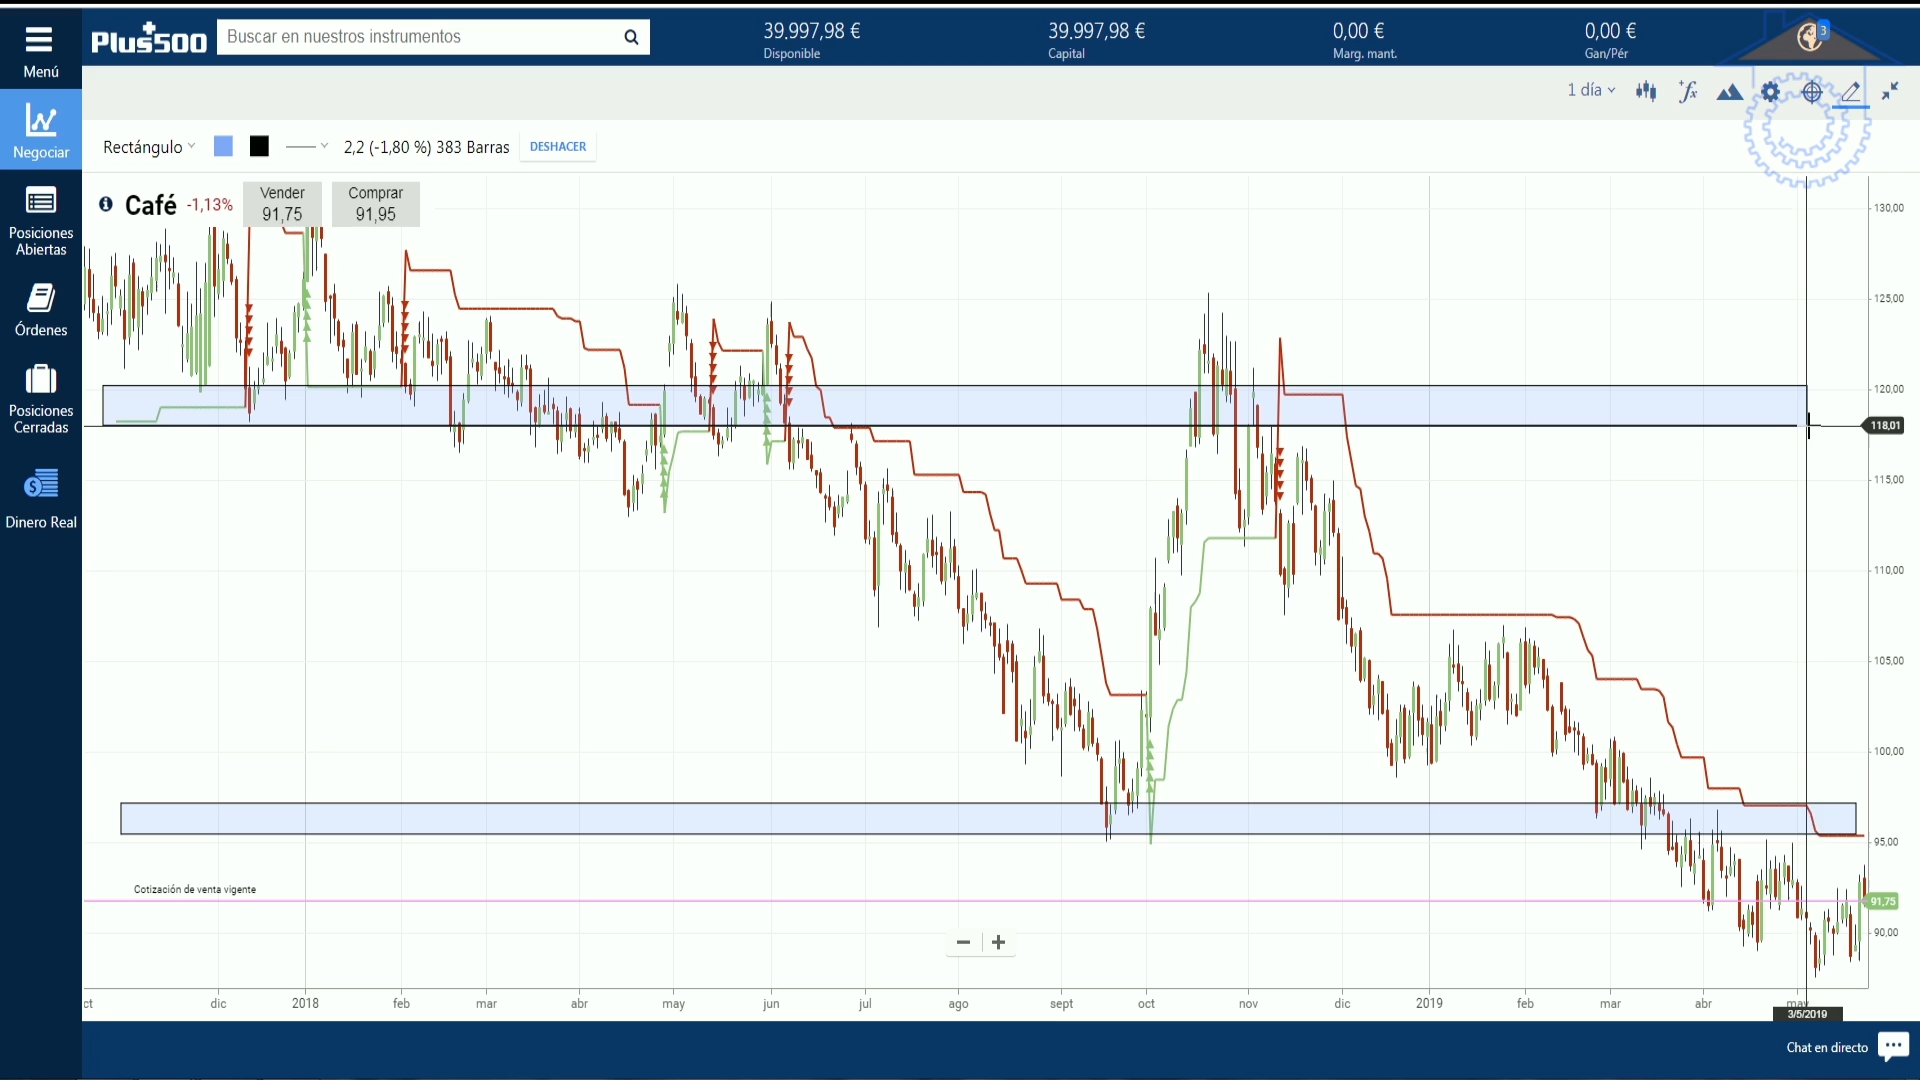 Menú
Plus500
Buscar en nuestros instrumentos
39.997,98 €
Disponible
39.997,98 €
Capital
0,00 €
Marg. mant.
0,00 €
Gan/Pér
3
Negociar
Posiciones
Abiertas
Órdenes
Posiciones
Cerradas
Dinero Real
1 día
fx
Rectángulo
2,2 (-1,80 %) 383 Barras
DESHACER
Café
-1,13%
Vender
91,75
Comprar
91,95
130,00
125,00
120,00
118,01
115,00
110,00
105,00
100,00
95,00
91,75
90,00
Cotización de venta vigente
ct
dic
2018
feb
mar
abr
may
jun
jul
ago
sept
oct
nov
dic
2019
feb
mar
abr
may
3/5/2019
Chat en directo